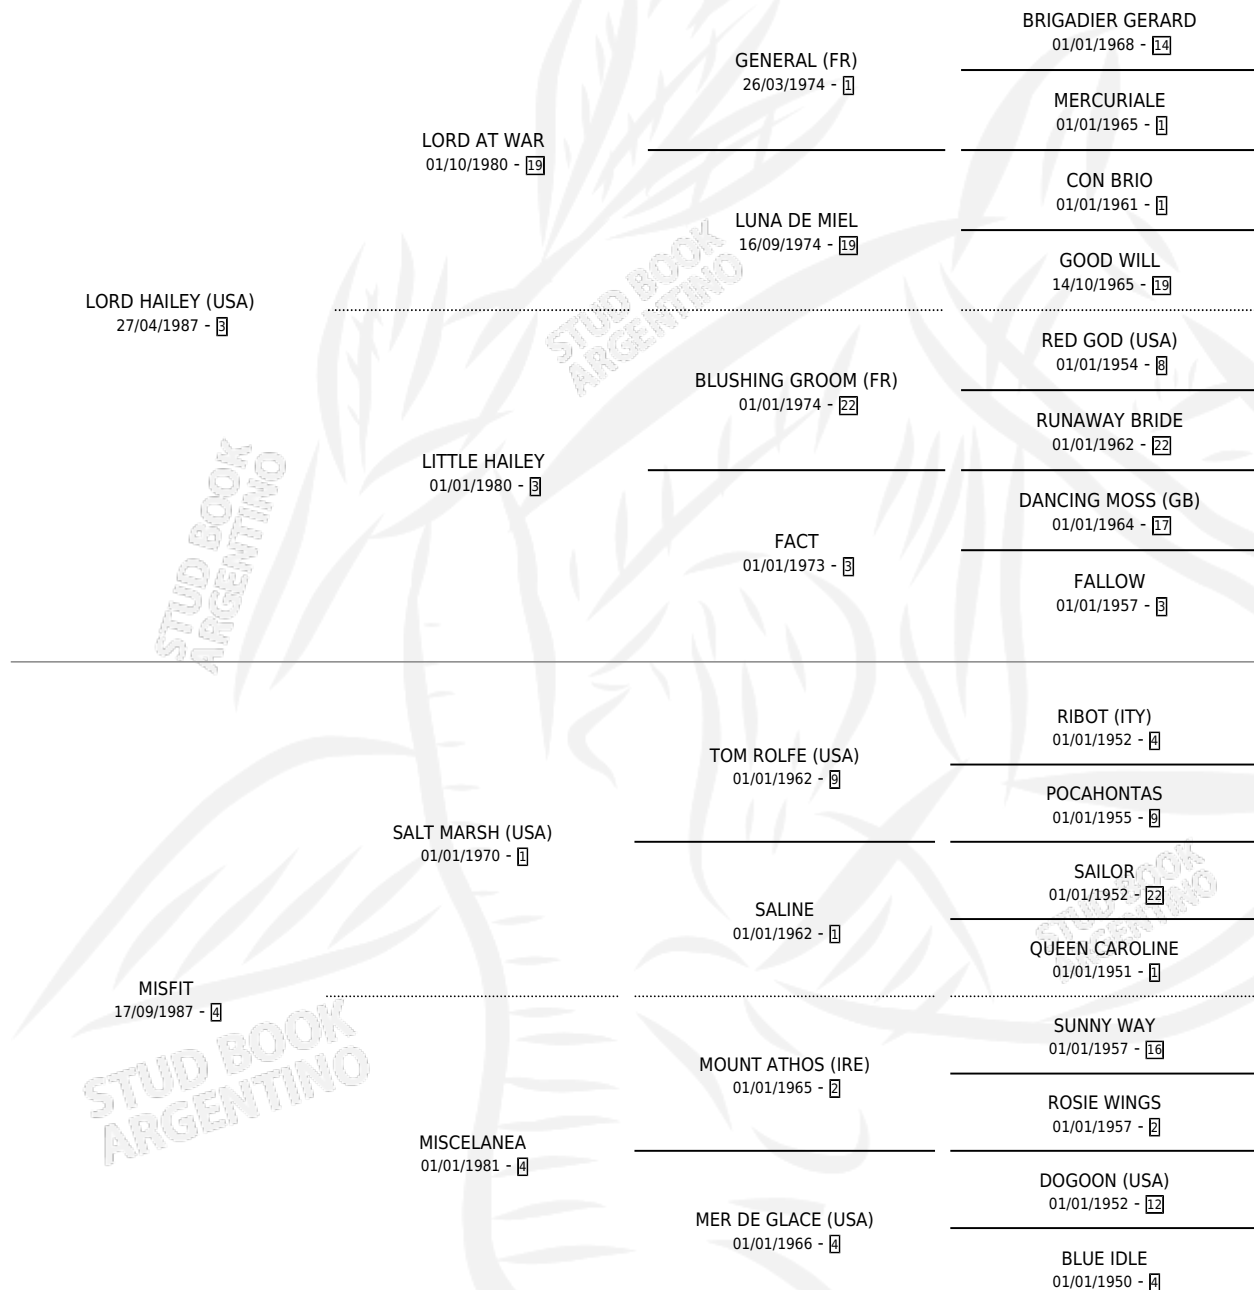 BRIGADIER GERARD
01/01/1968 - 14
GENERAL (FR)
26/03/1974 - 1
MERCURIALE
01/01/1965 - 1
LORD AT WAR
01/10/1980 - 19
CON BRIO
01/01/1961 - 1
LUNA DE MIEL
16/09/1974 - 19
GOOD WILL
14/10/1965 - 19
LORD HAILEY (USA)
27/04/1987 - 3
RED GOD (USA)
01/01/1954 - 8
BLUSHING GROOM (FR)
01/01/1974 - 22
RUNAWAY BRIDE
01/01/1962 - 22
LITTLE HAILEY
01/01/1980 - 3
DANCING MOSS (GB)
01/01/1964 - 17
FACT
01/01/1973 - 3
FALLOW
01/01/1957 - 3
RIBOT (ITY)
01/01/1952 - 4
TOM ROLFE (USA)
01/01/1962 - 9
POCAHONTAS
01/01/1955 - 9
SALT MARSH (USA)
01/01/1970 - 1
SAILOR
01/01/1952 - 22
SALINE
01/01/1962 - 1
QUEEN CAROLINE
01/01/1951 - 1
MISFIT
17/09/1987 - 4
SUNNY WAY
01/01/1957 - 16
MOUNT ATHOS (IRE)
01/01/1965 - 2
ROSIE WINGS
01/01/1957 - 2
MISCELANEA
01/01/1981 - 4
DOGOON (USA)
01/01/1952 - 12
MER DE GLACE (USA)
01/01/1966 - 4
BLUE IDLE
01/01/1950 - 4
STUD BOOK
ARGENTINO
STUD BOOK
ARGENTINO
STUD BOOK
ARGENTINO
STUD BOOK
ARGENTINO